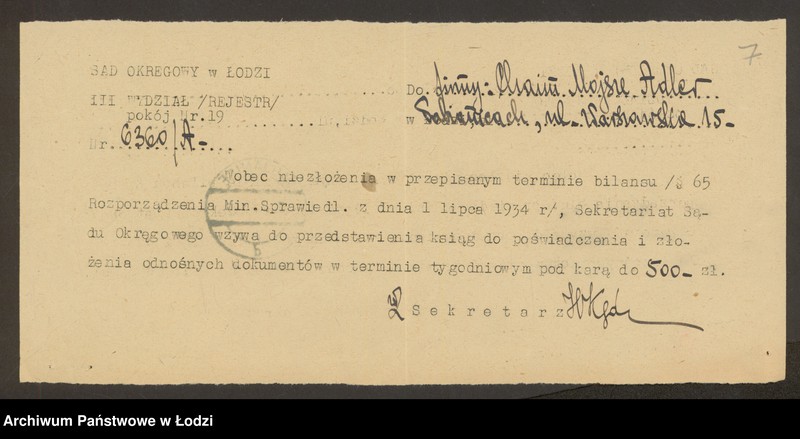 7
SĄD OKRĘGOWY w ŁODZI
Do firmy: Chaim Mojsze Adler
III WYDZIAŁ /REJESTR/
pokój Nr.19
w Pabianicach, ul. Warszawska 15-
Nr. 6360/A-
Wobec niezłożenia w przepisanym terminie bilansu /§ 65
Rozporządzenia Min.Sprawiedl. z dnia 1 lipca 1934 r/, Sekretariat Są-
du Okręgowego wzywa do przedstawienia ksiąg do poświadczenia i zło-
żenia odnośnych dokumentów w terminie tygodniowym pod karą do 500- zł.
Sekretarz
Archiwum Państwowe w Łodzi